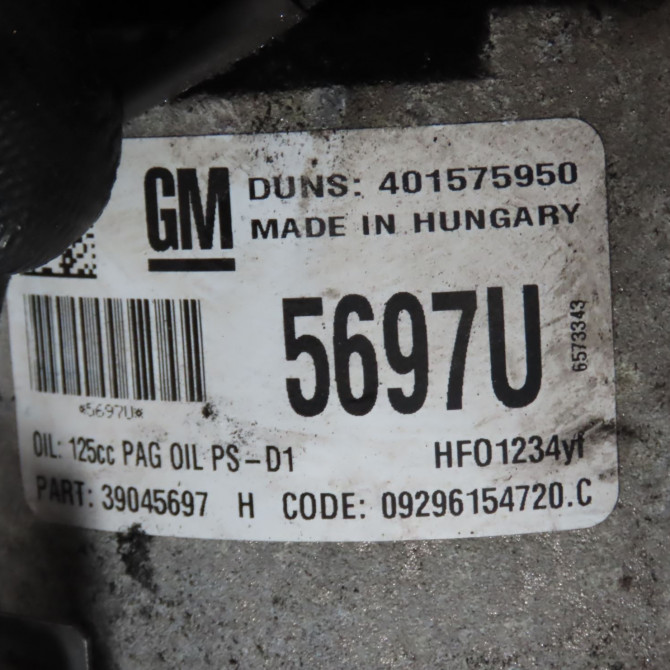 GM
DUNS: 401575950
MADE IN HUNGARY
5697U
6573343
*5697U*
OIL: 125cc PAG OIL PS-D1
HFO1234yf
PART: 39045697 H CODE: 09296154720.C